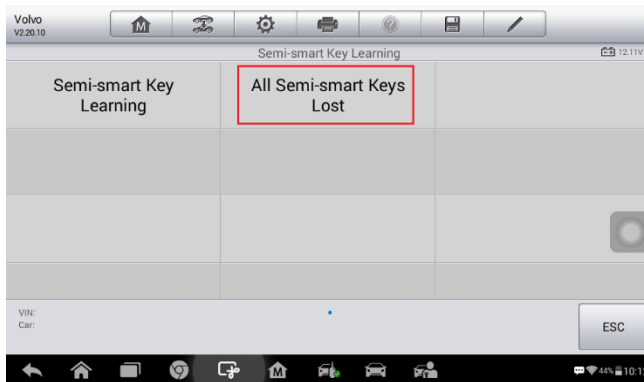 Volvo
V2.20.10
Semi-smart Key Learning
12.11V
Semi-smart Key
Learning
All Semi-smart Keys
Lost
VIN:
Car:
ESC
44%